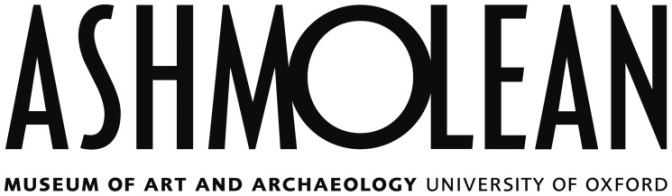 ASHMOLEAN
MUSEUM OF ART AND ARCHAEOLOGY UNIVERSITY OF OXFORD